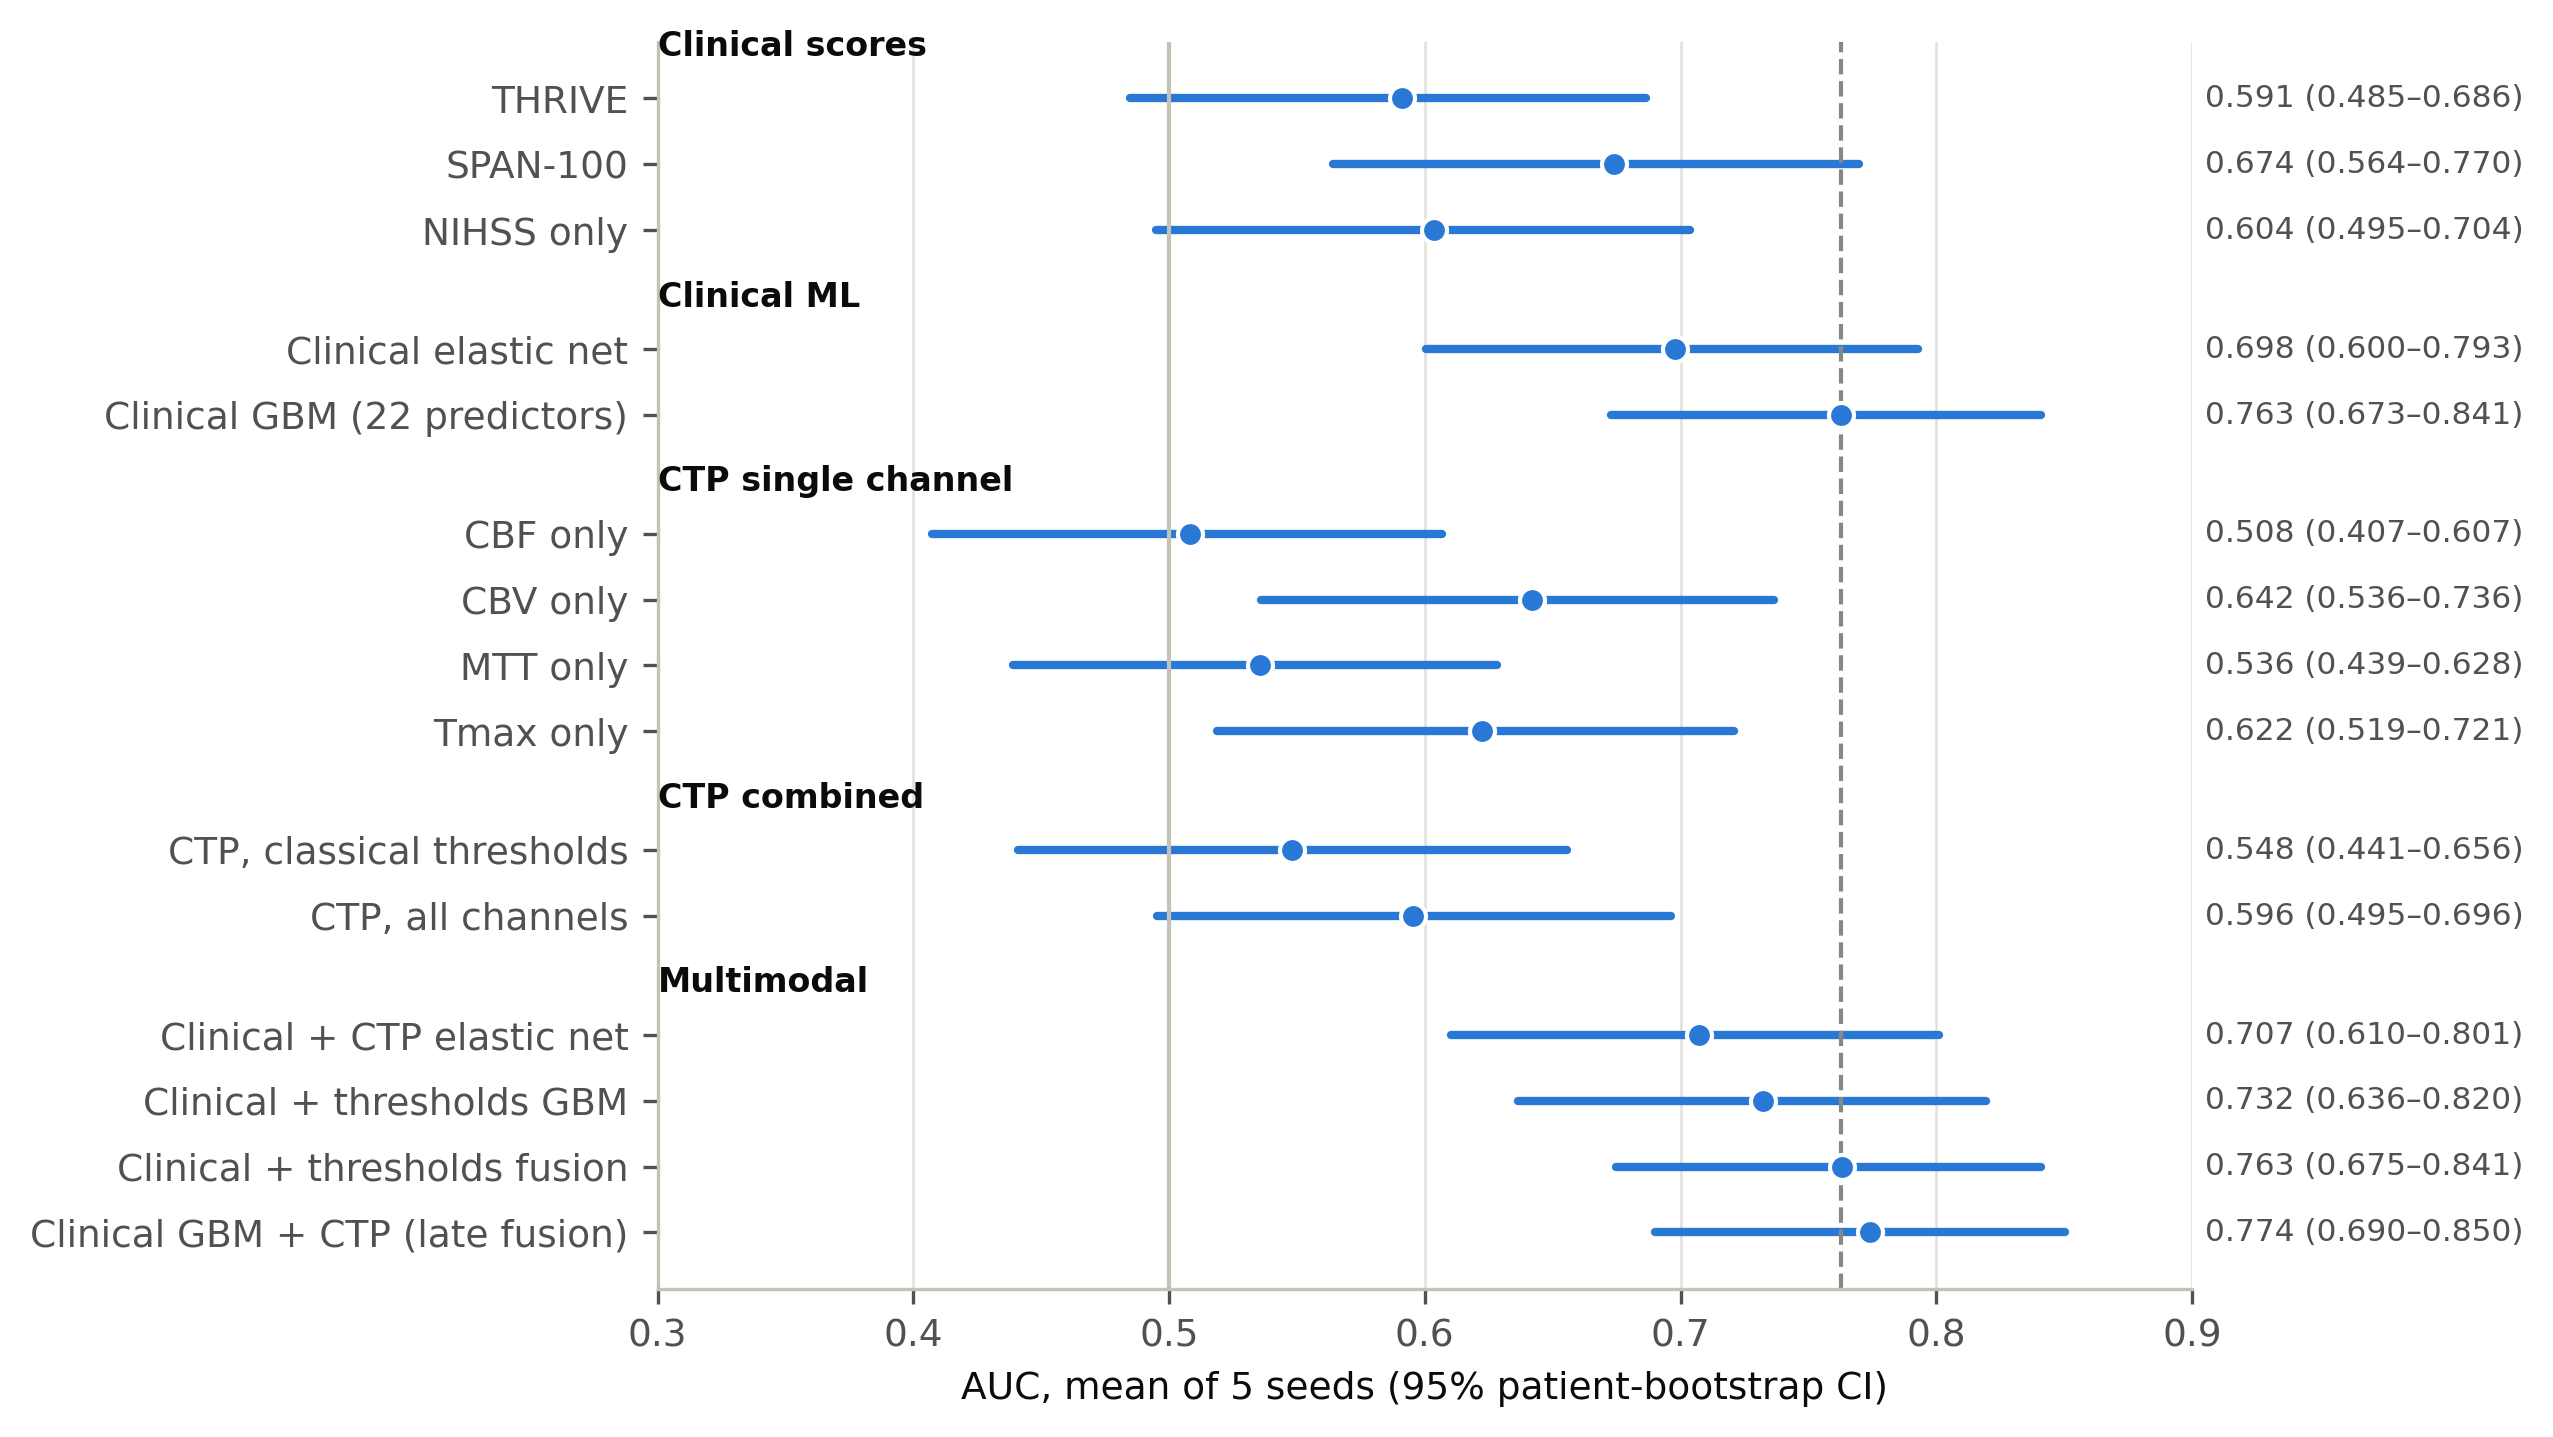 Clinical scores
THRIVE 0.591 (0.485–0.686)
SPAN-100 0.674 (0.564–0.770)
NIHSS only 0.604 (0.495–0.704)
Clinical ML
Clinical elastic net 0.698 (0.600–0.793)
Clinical GBM (22 predictors) 0.763 (0.673–0.841)
CTP single channel
CBF only 0.508 (0.407–0.607)
CBV only 0.642 (0.536–0.736)
MTT only 0.536 (0.439–0.628)
Tmax only 0.622 (0.519–0.721)
CTP combined
CTP, classical thresholds 0.548 (0.441–0.656)
CTP, all channels 0.596 (0.495–0.696)
Multimodal
Clinical + CTP elastic net 0.707 (0.610–0.801)
Clinical + thresholds GBM 0.732 (0.636–0.820)
Clinical + thresholds fusion 0.763 (0.675–0.841)
Clinical GBM + CTP (late fusion) 0.774 (0.690–0.850)
0.3 0.4 0.5 0.6 0.7 0.8 0.9
AUC, mean of 5 seeds (95% patient-bootstrap CI)